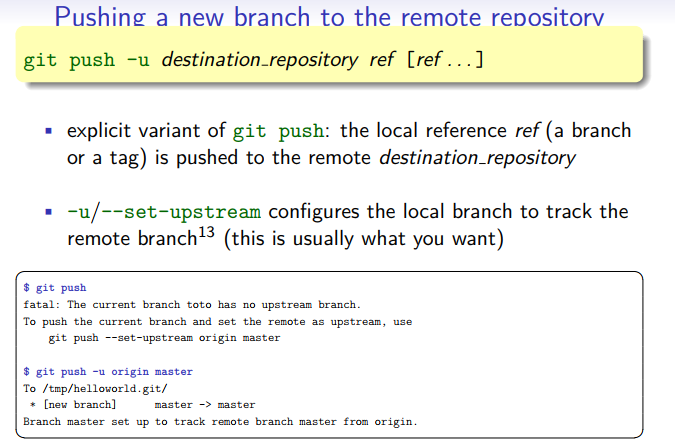 Pushing a new branch to the remote repository
git push -u destination_repository ref [ref ...]
explicit variant of git push: the local reference ref (a branch
or a tag) is pushed to the remote destination_repository
-u/--set-upstream configures the local branch to track the
remote branch13 (this is usually what you want)
$ git push
fatal: The current branch toto has no upstream branch.
To push the current branch and set the remote as upstream, use
    git push --set-upstream origin master
$ git push -u origin master
To /tmp/helloworld.git/
 * [new branch]      master -> master
Branch master set up to track remote branch master from origin.